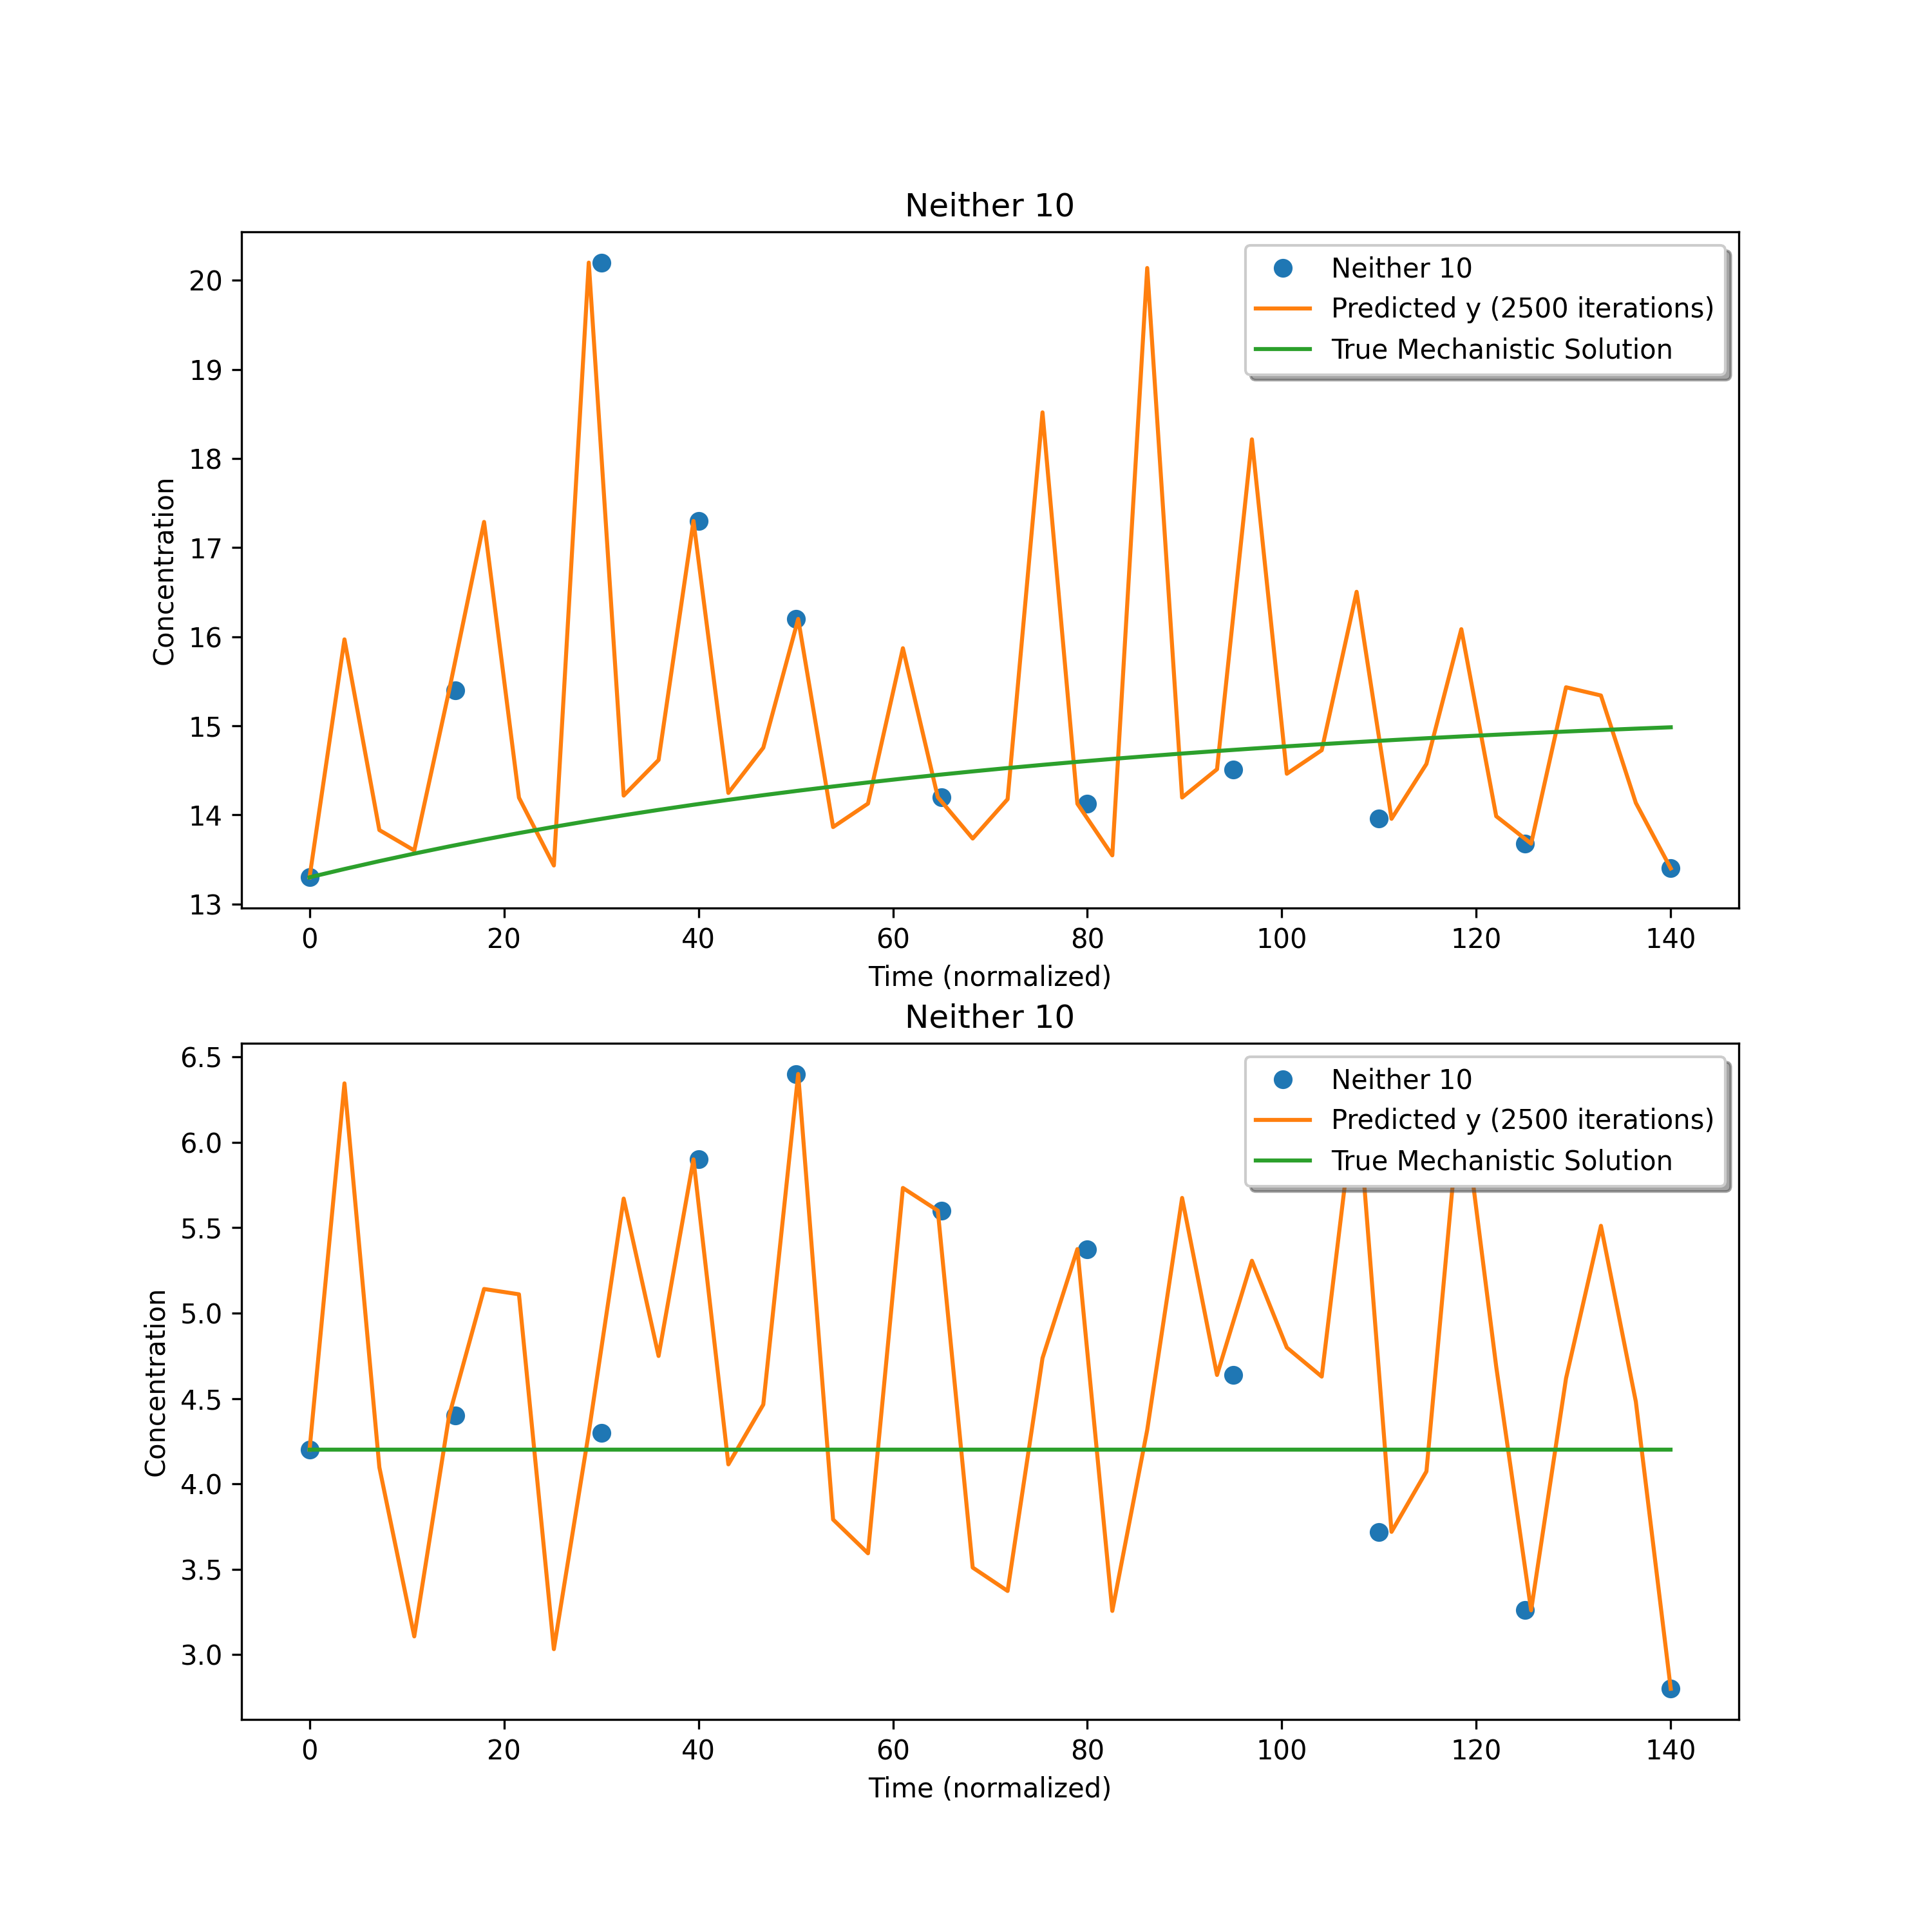 Neither 10
Neither 10
Predicted y (2500 iterations)
True Mechanistic Solution
20
19
18
17
16
15
14
13
Concentration
0 20 40 60 80 100 120 140
Time (normalized)
Neither 10
Neither 10
Predicted y (2500 iterations)
True Mechanistic Solution
6.5
6.0
5.5
5.0
4.5
4.0
3.5
3.0
Concentration
0 20 40 60 80 100 120 140
Time (normalized)